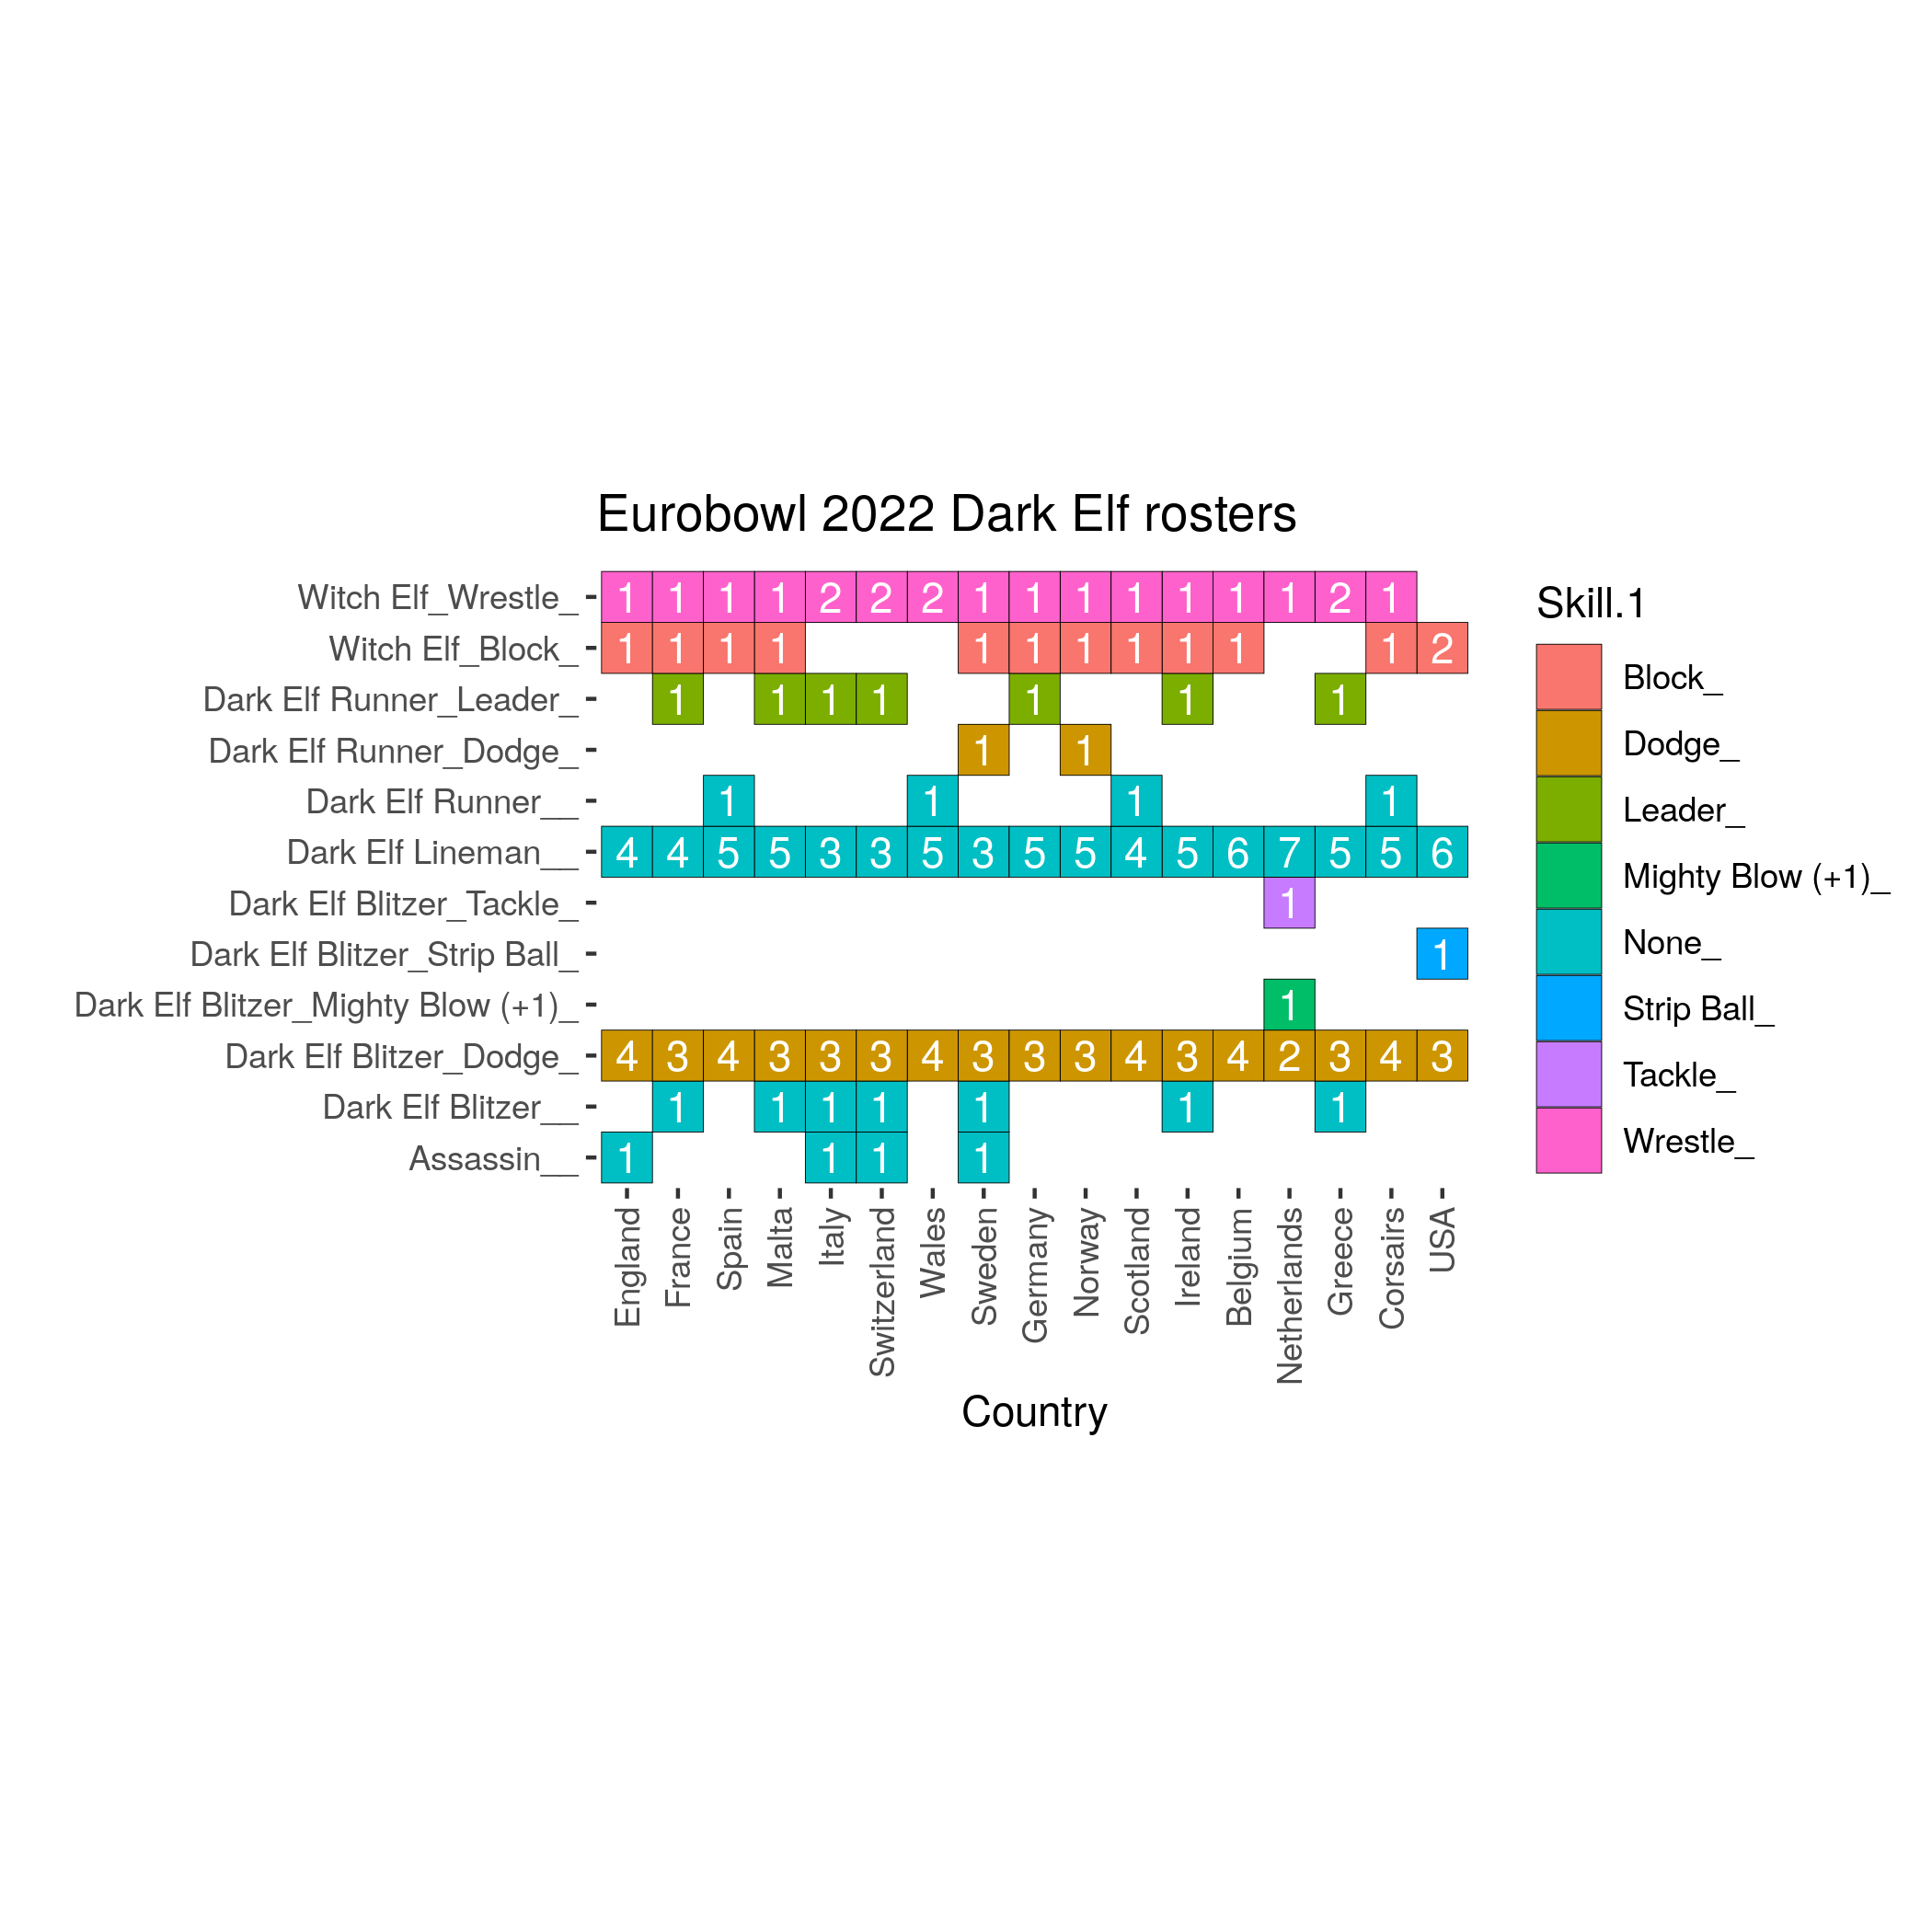 Eurobowl 2022 Dark Elf rosters
Witch Elf_Wrestle_ 1 1 1 1 2 2 2 1 1 1 1 1 1 1 2 1
Witch Elf_Block_ 1 1 1 1 1 1 1 1 1 1 1 2
Dark Elf Runner_Leader_ 1 1 1 1 1 1 1
Dark Elf Runner_Dodge_ 1 1
Dark Elf Runner__ 1 1 1 1
Dark Elf Lineman__ 4 4 5 5 3 3 5 3 5 5 4 5 6 7 5 5 6
Dark Elf Blitzer_Tackle_ 1
Dark Elf Blitzer_Strip Ball_ 1
Dark Elf Blitzer_Mighty Blow (+1)_ 1
Dark Elf Blitzer_Dodge_ 4 3 4 3 3 3 4 3 3 3 4 3 4 2 3 4 3
Dark Elf Blitzer__ 1 1 1 1 1 1 1
Assassin__ 1 1 1 1
England
France
Spain
Malta
Italy
Switzerland
Wales
Sweden
Germany
Norway
Scotland
Ireland
Belgium
Netherlands
Greece
Corsairs
USA
Country
Skill.1
Block_
Dodge_
Leader_
Mighty Blow (+1)_
None_
Strip Ball_
Tackle_
Wrestle_